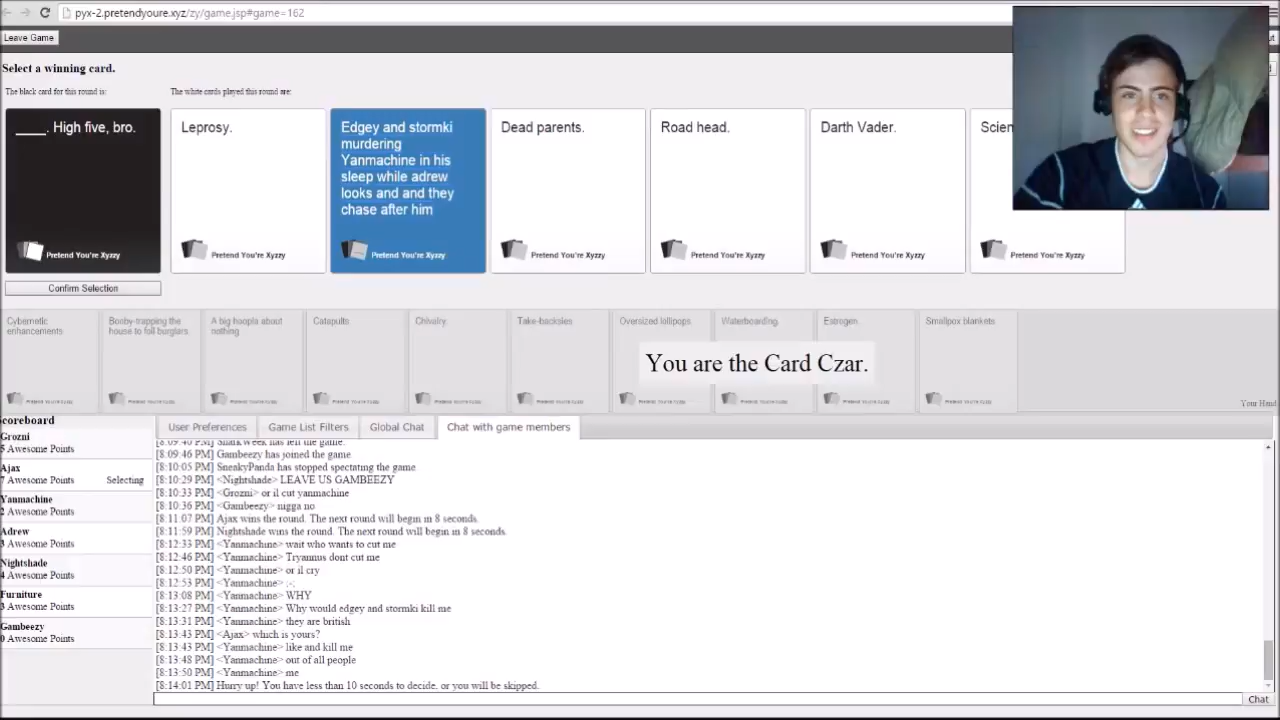 pyx-2.pretendyoure.xyz/zy/game.jsp#game=162
Leave Game
Select a winning card.
The black card for this round is:
The white cards played this round are:
____. High five, bro.
Pretend You're Xyzzy
Leprosy.
Pretend You're Xyzzy
Edgey and stormki
murdering
Yanmachine in his
sleep while adrew
looks and and they
chase after him
Pretend You're Xyzzy
Dead parents.
Pretend You're Xyzzy
Road head.
Pretend You're Xyzzy
Darth Vader.
Pretend You're Xyzzy
Scien
Pretend You're Xyzzy
Confirm Selection
Cybernetic
enhancements
Booby-trapping the
house to foil burglars.
A big hoopla about
nothing
Catapults
Chivalry.
Take-backsies
Oversized lollipops.
Waterboarding.
Estrogen.
Smallpox blankets
You are the Card Czar.
Your Hand
coreboard
Grozni
5 Awesome Points
Ajax
7 Awesome Points
Selecting
Yanmachine
2 Awesome Points
Adrew
3 Awesome Points
Nightshade
4 Awesome Points
Furniture
3 Awesome Points
Gambeezy
0 Awesome Points
User Preferences
Game List Filters
Global Chat
Chat with game members
[8:09:40 PM] SharkWeek has left the game.
[8:09:46 PM] Gambeezy has joined the game
[8:10:05 PM] SneakyPanda has stopped spectating the game
[8:10:29 PM] <Nightshade> LEAVE US GAMBEEZY
[8:10:33 PM] <Grozni> or il cut yanmachine
[8:10:36 PM] <Gambeezy> nigga no
[8:11:07 PM] Ajax wins the round. The next round will begin in 8 seconds.
[8:11:59 PM] Nightshade wins the round. The next round will begin in 8 seconds.
[8:12:33 PM] <Yanmachine> wait who wants to cut me
[8:12:46 PM] <Yanmachine> Tryannus dont cut me
[8:12:50 PM] <Yanmachine> or il cry
[8:12:53 PM] <Yanmachine> ;-;
[8:13:08 PM] <Yanmachine> WHY
[8:13:27 PM] <Yanmachine> Why would edgey and stormki kill me
[8:13:31 PM] <Yanmachine> they are british
[8:13:43 PM] <Ajax> which is yours?
[8:13:43 PM] <Yanmachine> like and kill me
[8:13:48 PM] <Yanmachine> out of all people
[8:13:50 PM] <Yanmachine> me
[8:14:01 PM] Hurry up! You have less than 10 seconds to decide, or you will be skipped.
Chat